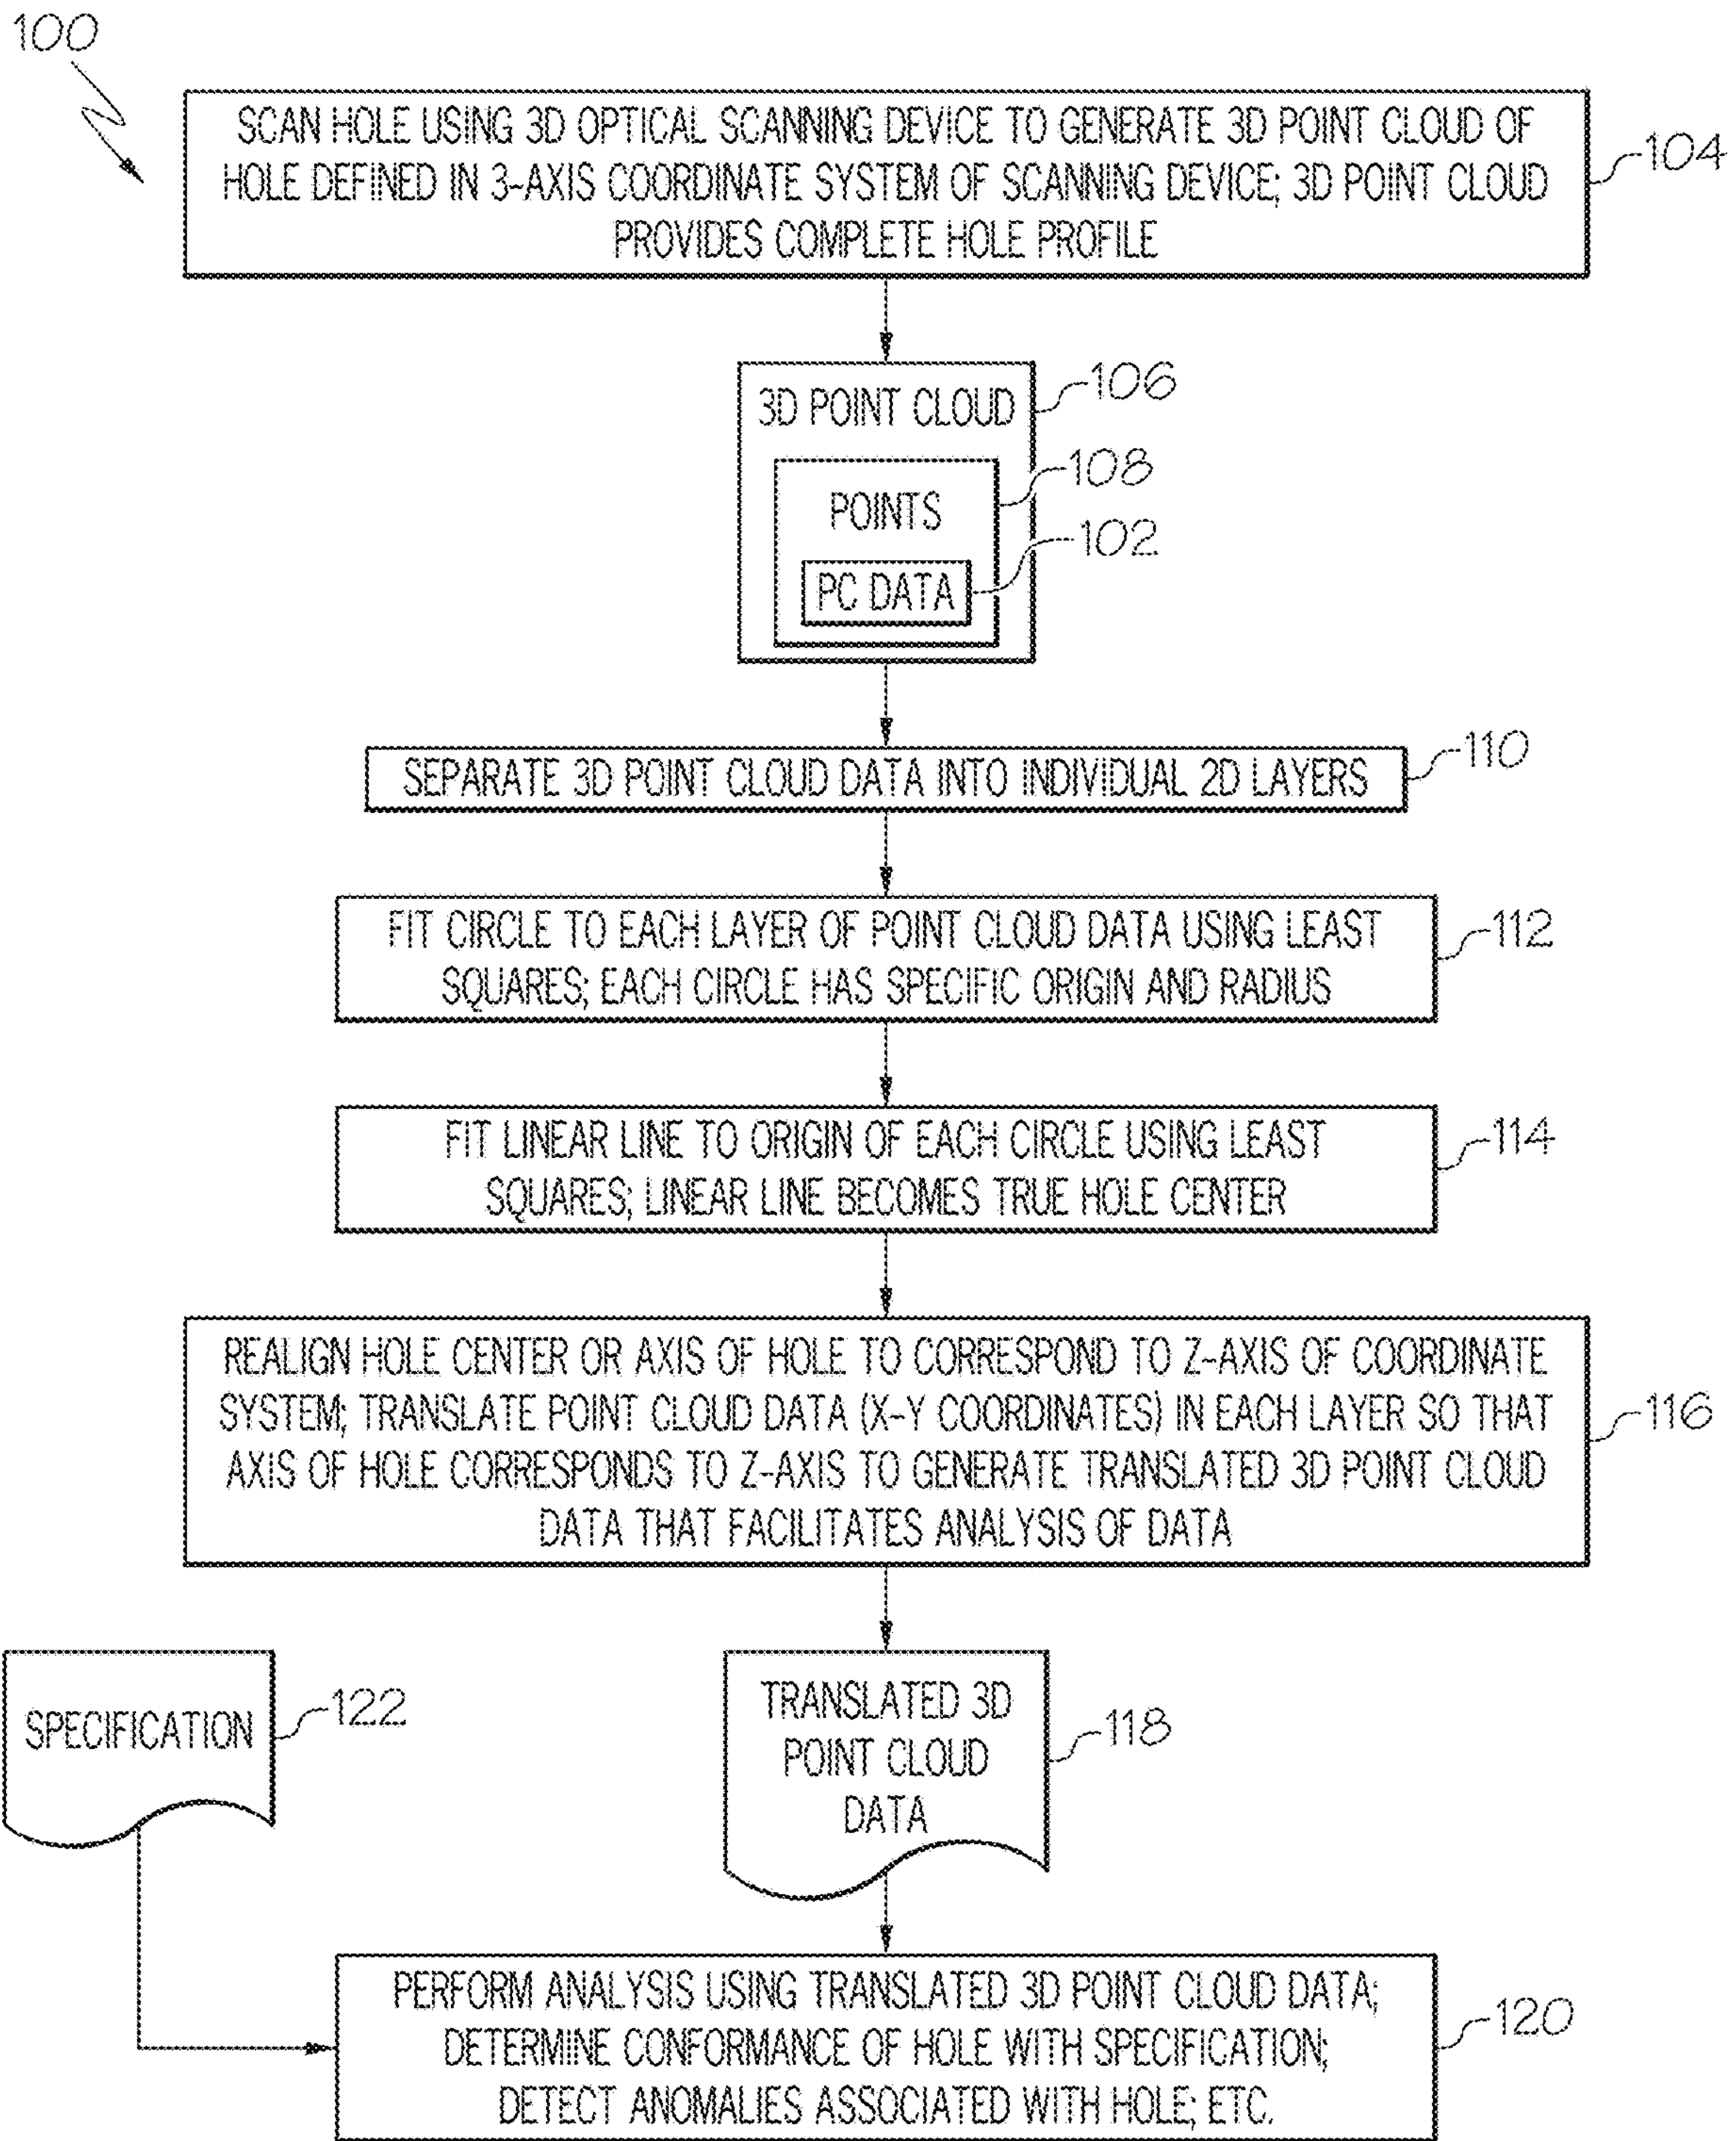 100
SCAN HOLE USING 3D OPTICAL SCANNING DEVICE TO GENERATE 3D POINT CLOUD OF
HOLE DEFINED IN 3-AXIS COORDINATE SYSTEM OF SCANNING DEVICE; 3D POINT CLOUD
PROVIDES COMPLETE HOLE PROFILE
104
3D POINT CLOUD
106
POINTS
108
PC DATA
102
SEPARATE 3D POINT CLOUD DATA INTO INDIVIDUAL 2D LAYERS
110
FIT CIRCLE TO EACH LAYER OF POINT CLOUD DATA USING LEAST
SQUARES; EACH CIRCLE HAS SPECIFIC ORIGIN AND RADIUS
112
FIT LINEAR LINE TO ORIGIN OF EACH CIRCLE USING LEAST
SQUARES; LINEAR LINE BECOMES TRUE HOLE CENTER
114
REALIGN HOLE CENTER OR AXIS OF HOLE TO CORRESPOND TO Z-AXIS OF COORDINATE
SYSTEM; TRANSLATE POINT CLOUD DATA (X-Y COORDINATES) IN EACH LAYER SO THAT
AXIS OF HOLE CORRESPONDS TO Z-AXIS TO GENERATE TRANSLATED 3D POINT CLOUD
DATA THAT FACILITATES ANALYSIS OF DATA
116
SPECIFICATION
122
TRANSLATED 3D
POINT CLOUD
DATA
118
PERFORM ANALYSIS USING TRANSLATED 3D POINT CLOUD DATA;
DETERMINE CONFORMANCE OF HOLE WITH SPECIFICATION;
DETECT ANOMALIES ASSOCIATED WITH HOLE; ETC.
120